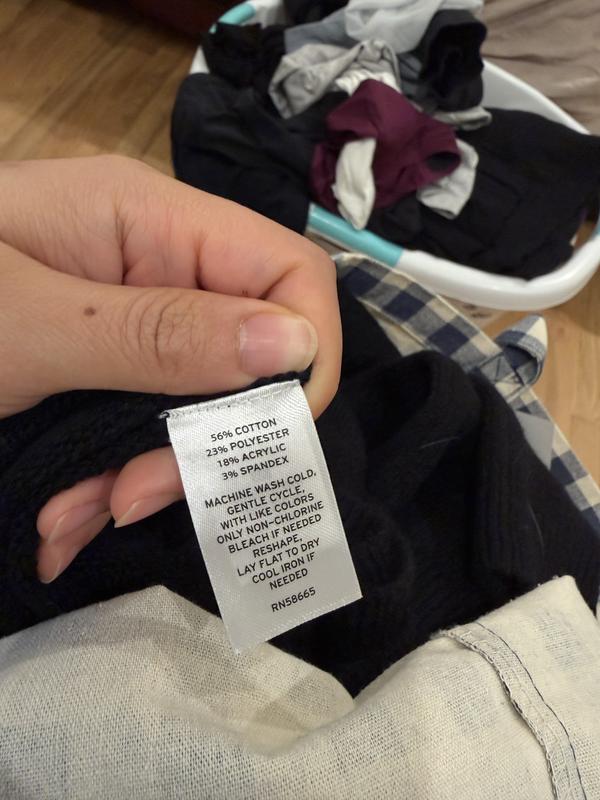 56% COTTON
23% POLYESTER
18% ACRYLIC
3% SPANDEX
MACHINE WASH COLD,
GENTLE CYCLE,
WITH LIKE COLORS
ONLY NON-CHLORINE
BLEACH IF NEEDED
RESHAPE,
LAY FLAT TO DRY
COOL IRON IF
NEEDED
RN58665